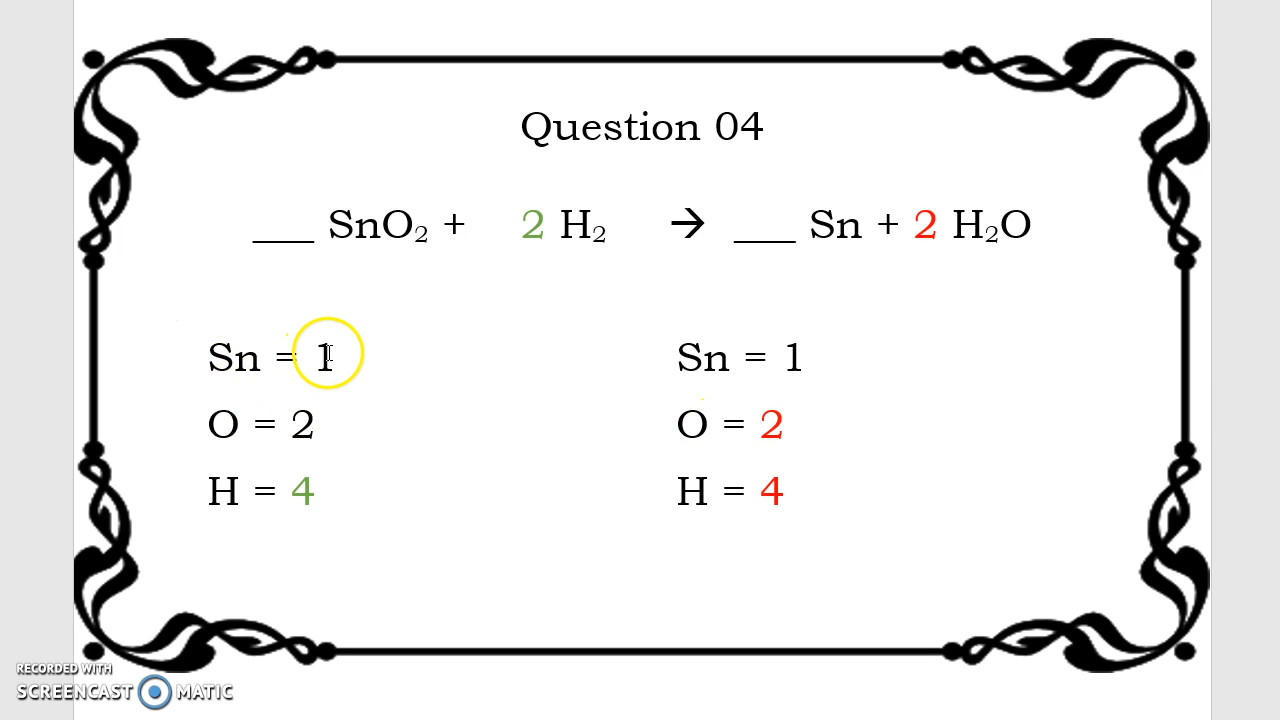 Question 04
___ SnO₂ + 2 H₂ → ___ Sn + 2 H₂O
Sn = 1 Sn = 1
O = 2 O = 2
H = 4 H = 4
RECORDED WITH
SCREENCAST MATIC